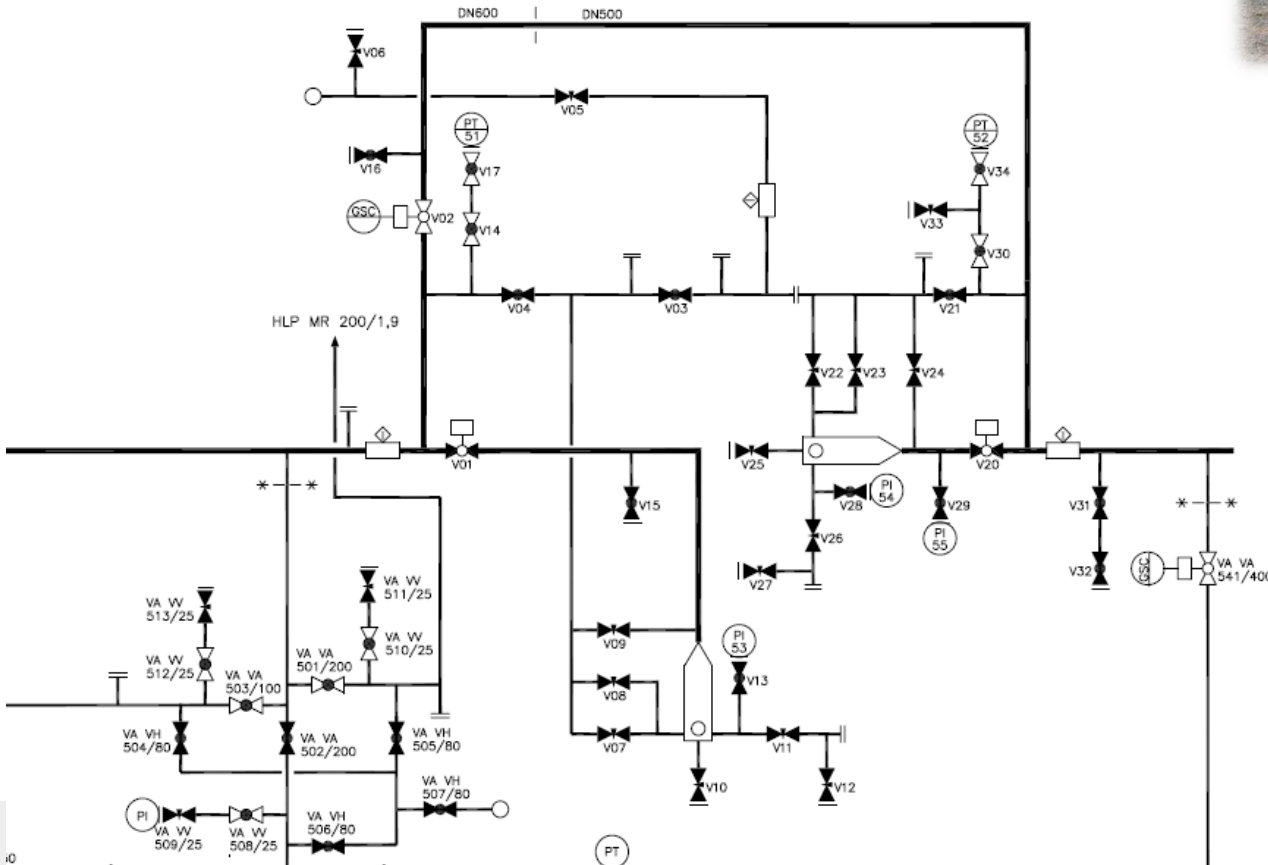 DN600
DN500
V06
V05
PT
51
PT
52
V16
V17
V34
GSC
V02
V14
V33
V30
V04
V03
V21
HLP MR 200/1,9
V22
V23
V24
V01
V25
V20
V15
V28
PI
54
V29
V31
V26
PI
55
V27
V32
GSC
VA VA
541/400
VA VV
513/25
VA VV
511/25
VA VV
512/25
VA VV
510/25
VA VA
501/200
VA VA
503/100
V09
PI
53
V08
V13
VA VH
504/80
VA VA
502/200
VA VH
505/80
V07
V11
VA VH
507/80
V10
V12
PI
VA VV
509/25
VA VV
508/25
VA VH
506/80
PT